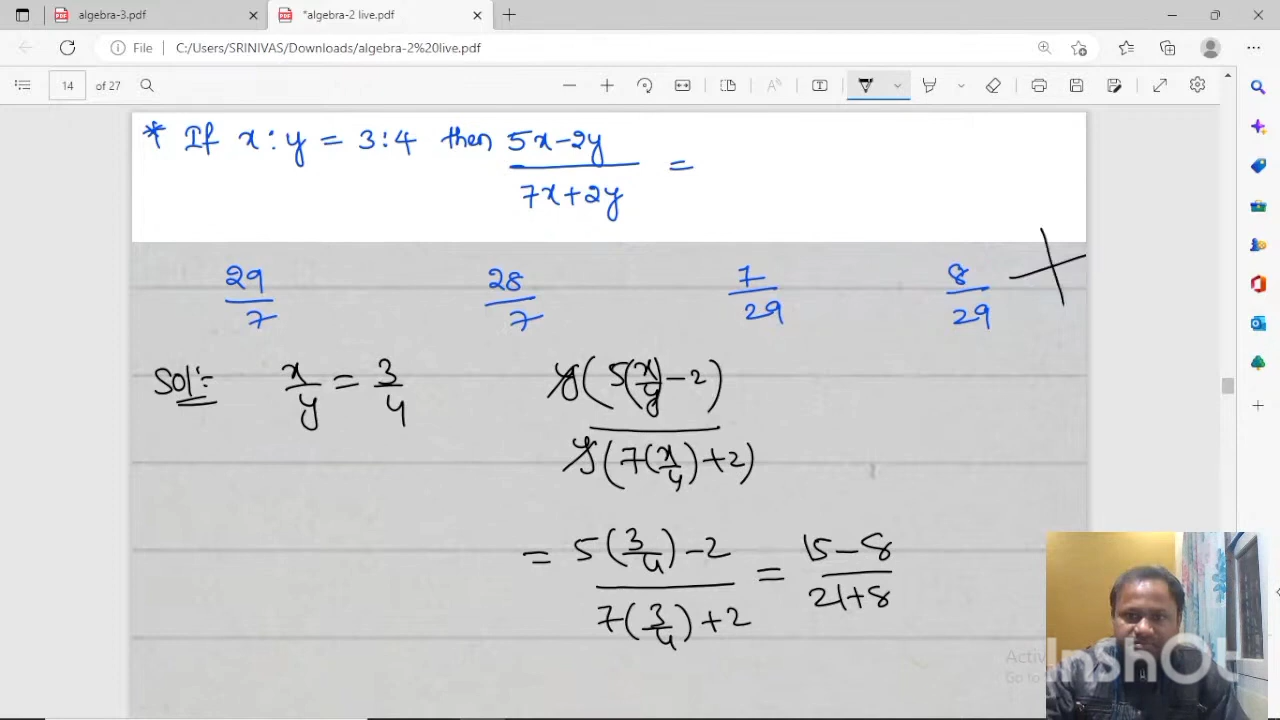 algebra-3.pdf
*algebra-2 live.pdf
File C:/Users/SRINIVAS/Downloads/algebra-2%20live.pdf
14 of 27
* If x : y = 3 : 4 then 5x-2y / 7x+2y =
29/7 28/7 7/29 8/29
Sol:- x/y = 3/4 y(5(x/y)-2) / y(7(x/y)+2)
= 5(3/4)-2 / 7(3/4)+2 = 15-8 / 21+8
InShOt